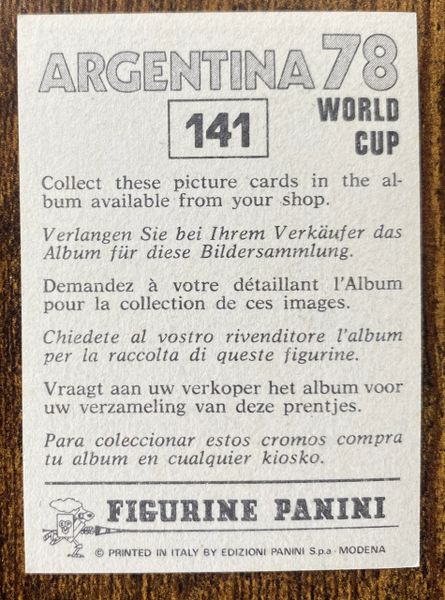 ARGENTINA 78
141
WORLD
CUP
Collect these picture cards in the al-
bum available from your shop.
Verlangen Sie bei Ihrem Verkäufer das
Album für diese Bildersammlung.
Demandez à votre détaillant l'Album
pour la collection de ces images.
Chiedete al vostro rivenditore l'album
per la raccolta di queste figurine.
Vraagt aan uw verkoper het album voor
uw verzameling van deze prentjes.
Para coleccionar estos cromos compra
tu album en cualquier kiosko.
FIGURINE PANINI
© PRINTED IN ITALY BY EDIZIONI PANINI S.p.a - MODENA